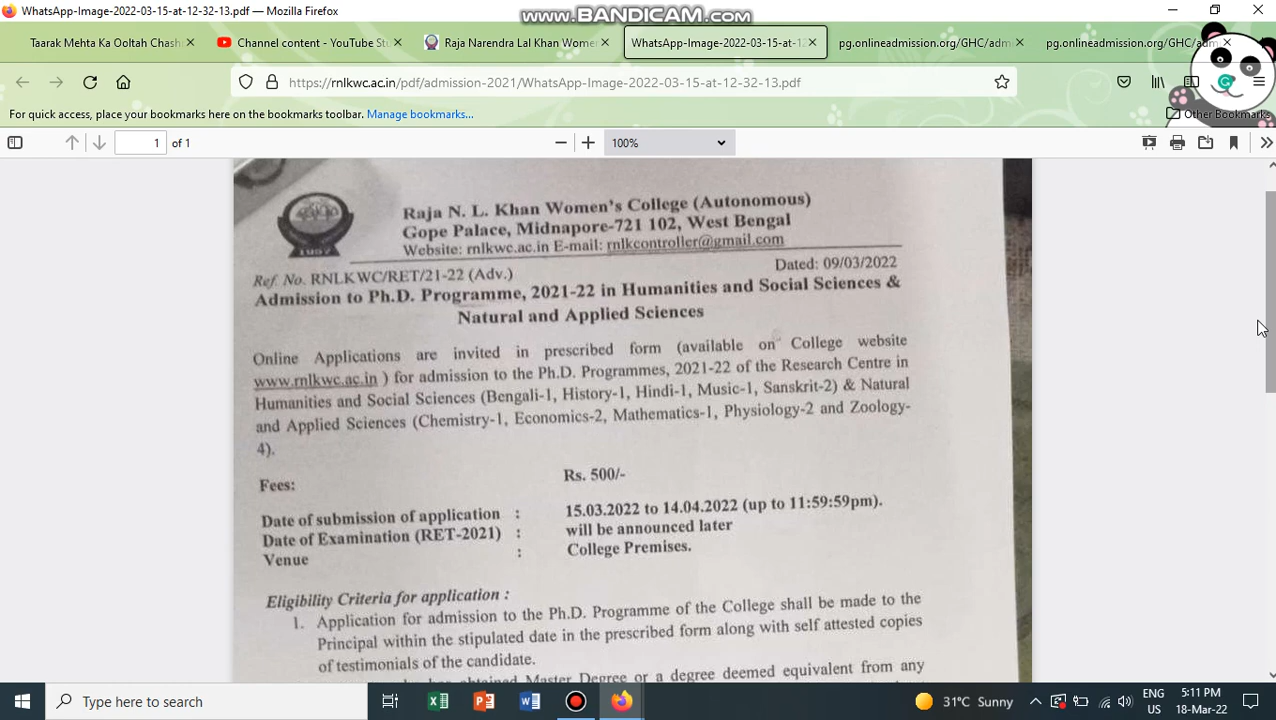 WhatsApp-Image-2022-03-15-at-12-32-13.pdf — Mozilla Firefox
www.BANDICAM.com
Taarak Mehta Ka Ooltah Chash
Channel content - YouTube St
Raja Narendra Lal Khan Wome
WhatsApp-Image-2022-03-15-at-12
pg.onlineadmission.org/GHC/adm
pg.onlineadmission.org/GHC/adm
https://rnlkwc.ac.in/pdf/admission-2021/WhatsApp-Image-2022-03-15-at-12-32-13.pdf
For quick access, place your bookmarks here on the bookmarks toolbar. Manage bookmarks...
Other Bookmarks
1 of 1
100%
1957
Raja N. L. Khan Women's College (Autonomous)
Gope Palace, Midnapore-721 102, West Bengal
Website: rnlkwc.ac.in E-mail: rnlkcontroller@gmail.com
Ref. No. RNLKWC/RET/21-22 (Adv.)
Dated: 09/03/2022
Admission to Ph.D. Programme, 2021-22 in Humanities and Social Sciences &
Natural and Applied Sciences
Online Applications are invited in prescribed form (available on College website
www.rnlkwc.ac.in ) for admission to the Ph.D. Programmes, 2021-22 of the Research Centre in
Humanities and Social Sciences (Bengali-1, History-1, Hindi-1, Music-1, Sanskrit-2) & Natural
and Applied Sciences (Chemistry-1, Economics-2, Mathematics-1, Physiology-2 and Zoology-
4).
Fees: Rs. 500/-
Date of submission of application : 15.03.2022 to 14.04.2022 (up to 11:59:59pm).
Date of Examination (RET-2021) : will be announced later
Venue : College Premises.
Eligibility Criteria for application :
1. Application for admission to the Ph.D. Programme of the College shall be made to the
Principal within the stipulated date in the prescribed form along with self attested copies
of testimonials of the candidate.
obtained Master Degree or a degree deemed equivalent from any
Type here to search
31°C Sunny
ENG
US
5:11 PM
18-Mar-22